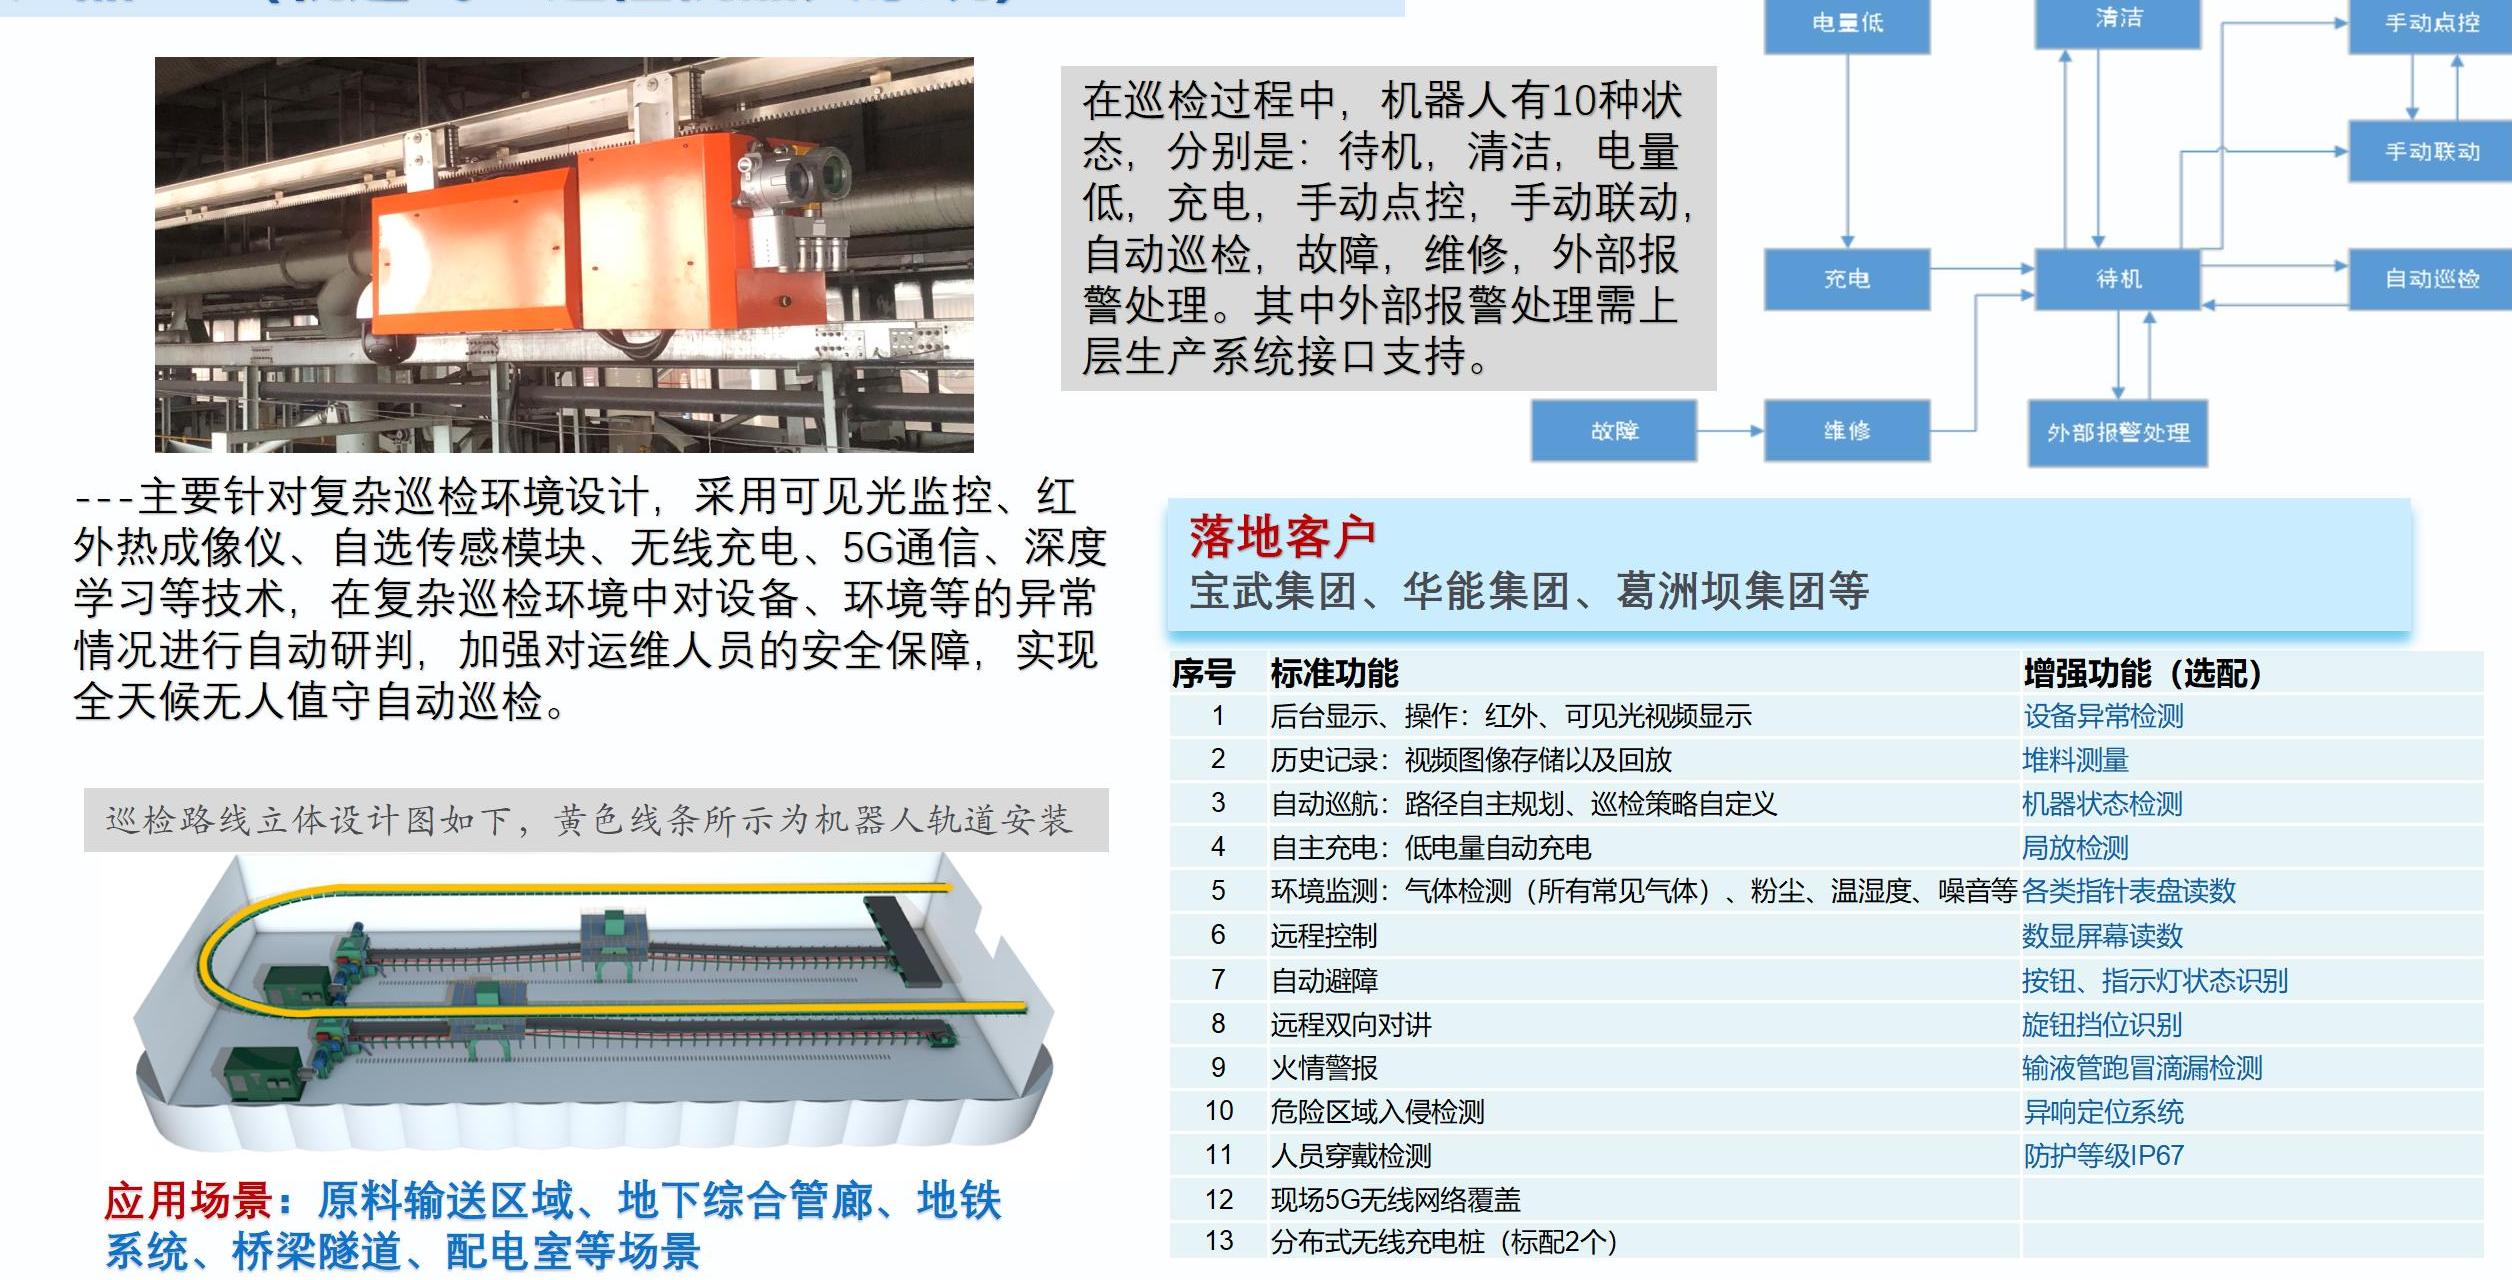 在巡检过程中，机器人有10种状
态，分别是：待机，清洁，电量
低，充电，手动点控，手动联动，
自动巡检，故障，维修，外部报
警处理。其中外部报警处理需上
层生产系统接口支持。
电量低
清洁
手动点控
手动联动
充电
待机
自动巡检
故障
维修
外部报警处理
---主要针对复杂巡检环境设计，采用可见光监控、红
外热成像仪、自选传感模块、无线充电、5G通信、深度
学习等技术，在复杂巡检环境中对设备、环境等的异常
情况进行自动研判，加强对运维人员的安全保障，实现
全天候无人值守自动巡检。
巡检路线立体设计图如下，黄色线条所示为机器人轨道安装
应用场景：原料输送区域、地下综合管廊、地铁
系统、桥梁隧道、配电室等场景
落地客户
宝武集团、华能集团、葛洲坝集团等
序号 标准功能 增强功能（选配）
1 后台显示、操作：红外、可见光视频显示 设备异常检测
2 历史记录：视频图像存储以及回放 堆料测量
3 自动巡航：路径自主规划、巡检策略自定义 机器状态检测
4 自主充电：低电量自动充电 局放检测
5 环境监测：气体检测（所有常见气体）、粉尘、温湿度、噪音等 各类指针表盘读数
6 远程控制 数显屏幕读数
7 自动避障 按钮、指示灯状态识别
8 远程双向对讲 旋钮挡位识别
9 火情警报 输液管跑冒滴漏检测
10 危险区域入侵检测 异响定位系统
11 人员穿戴检测 防护等级IP67
12 现场5G无线网络覆盖
13 分布式无线充电桩（标配2个）